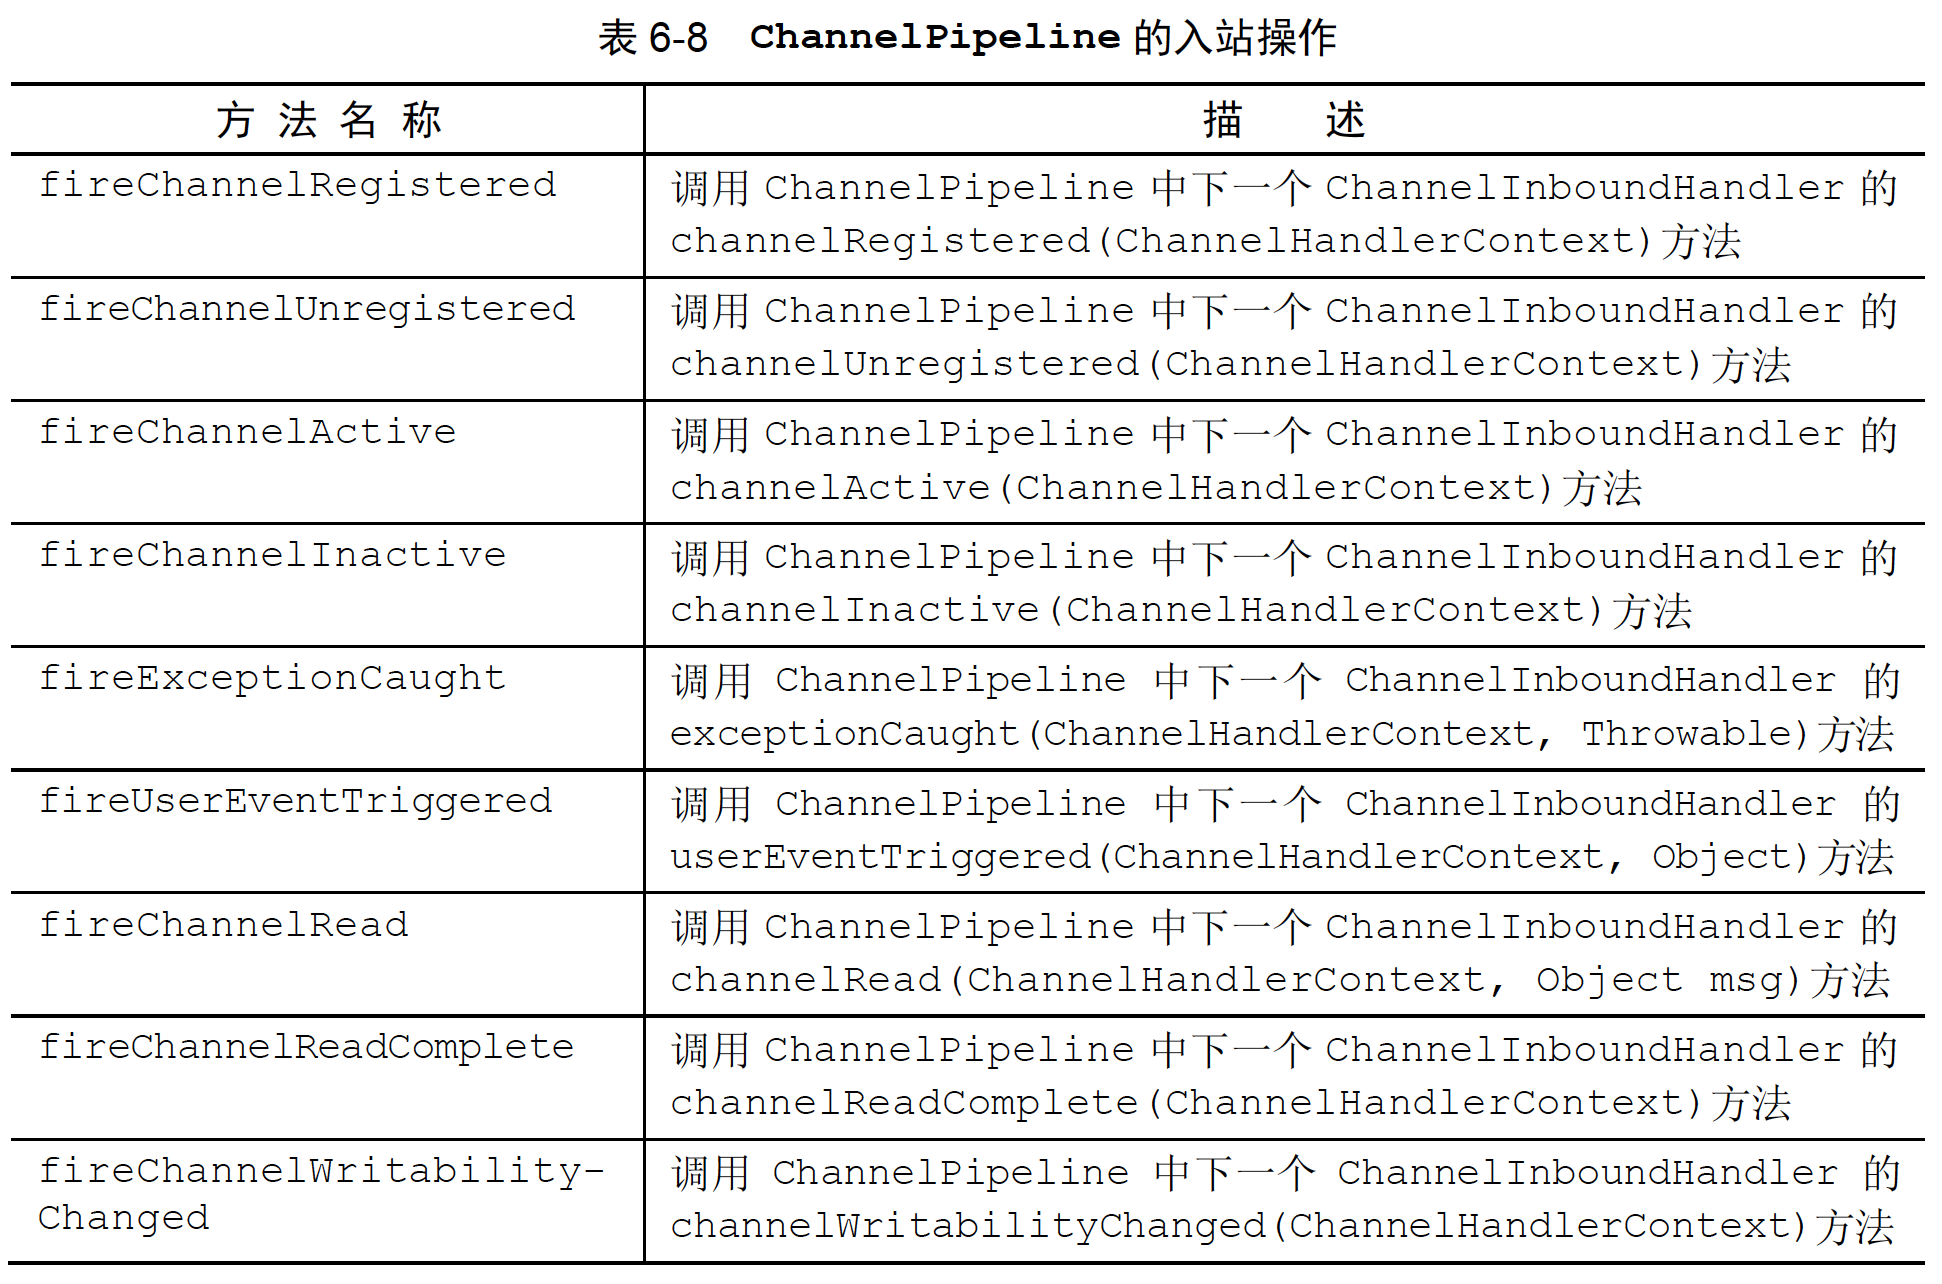 表 6-8 ChannelPipeline 的入站操作
方 法 名 称
描 述
fireChannelRegistered
调用 ChannelPipeline 中下一个 ChannelInboundHandler 的
channelRegistered(ChannelHandlerContext)方法
fireChannelUnregistered
调用 ChannelPipeline 中下一个 ChannelInboundHandler 的
channelUnregistered(ChannelHandlerContext)方法
fireChannelActive
调用 ChannelPipeline 中下一个 ChannelInboundHandler 的
channelActive(ChannelHandlerContext)方法
fireChannelInactive
调用 ChannelPipeline 中下一个 ChannelInboundHandler 的
channelInactive(ChannelHandlerContext)方法
fireExceptionCaught
调用 ChannelPipeline 中下一个 ChannelInboundHandler 的
exceptionCaught(ChannelHandlerContext, Throwable)方法
fireUserEventTriggered
调用 ChannelPipeline 中下一个 ChannelInboundHandler 的
userEventTriggered(ChannelHandlerContext, Object)方法
fireChannelRead
调用 ChannelPipeline 中下一个 ChannelInboundHandler 的
channelRead(ChannelHandlerContext, Object msg)方法
fireChannelReadComplete
调用 ChannelPipeline 中下一个 ChannelInboundHandler 的
channelReadComplete(ChannelHandlerContext)方法
fireChannelWritability-
Changed
调用 ChannelPipeline 中下一个 ChannelInboundHandler 的
channelWritabilityChanged(ChannelHandlerContext)方法